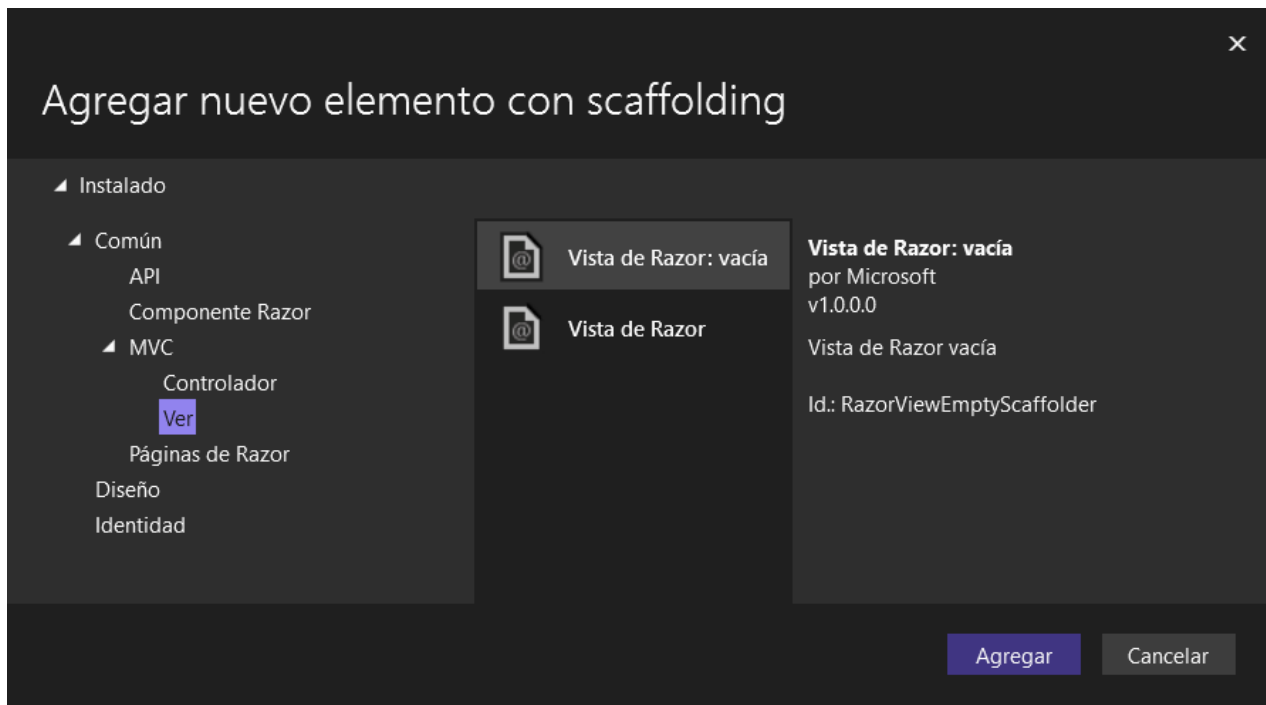 Agregar nuevo elemento con scaffolding
Instalado
Común
API
Componente Razor
MVC
Controlador
Ver
Páginas de Razor
Diseño
Identidad
Vista de Razor: vacía
Vista de Razor
Vista de Razor: vacía
por Microsoft
v1.0.0.0
Vista de Razor vacía
Id.: RazorViewEmptyScaffolder
Agregar
Cancelar